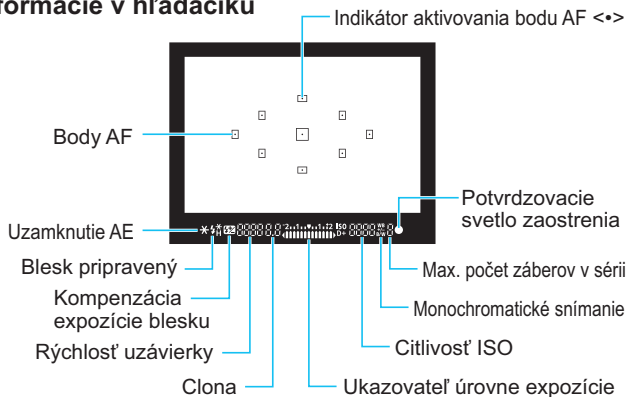 formácie v hľadáčiku
Indikátor aktivovania bodu AF <•>
Body AF
Potvrdzovacie
svetlo zaostrenia
Uzamknutie AE
Blesk pripravený
Max. počet záberov v sérii
Kompenzácia
expozície blesku
Monochromatické snímanie
Rýchlosť uzávierky
Citlivosť ISO
Clona
Ukazovateľ úrovne expozície
ISO
D+